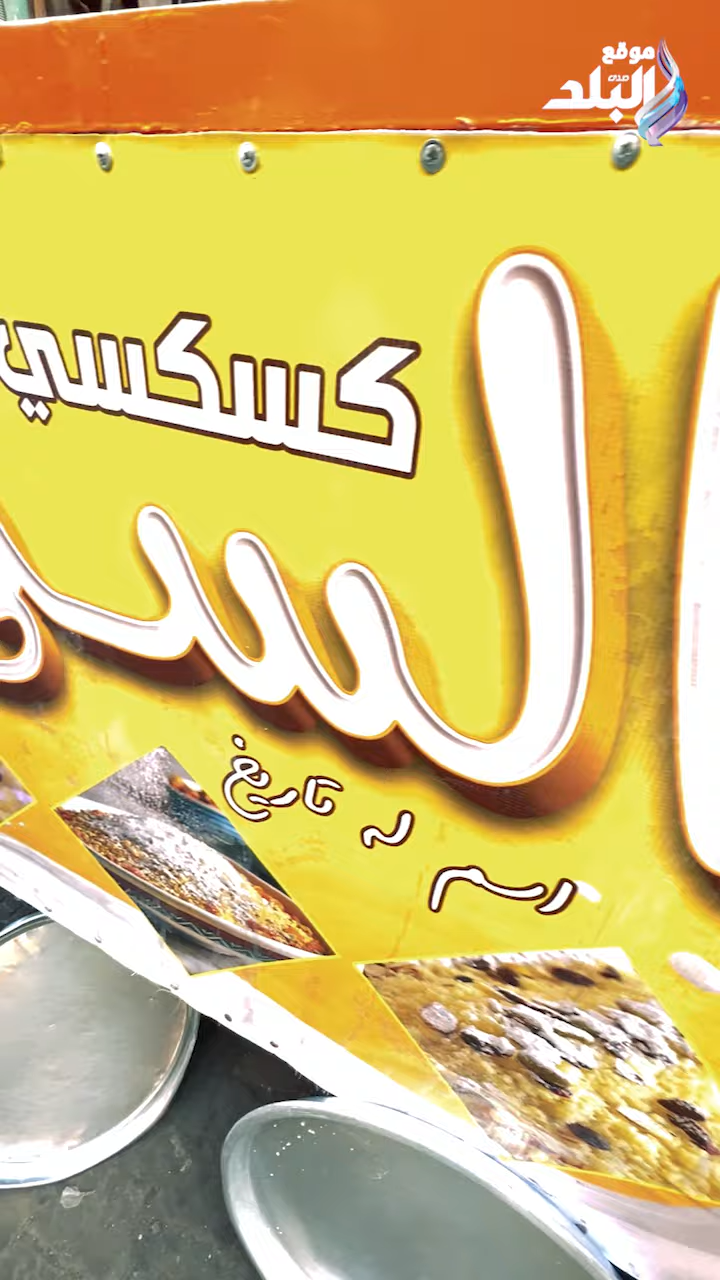 موقع
صدى
البلد
كسكسي
اسم له تاريخ